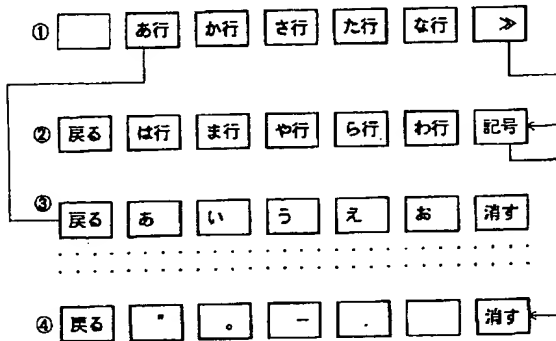 ① あ行 か行 さ行 た行 な行 ≫
② 戻る は行 ま行 や行 ら行 わ行 記号
③ 戻る あ い う え お 消す
④ 戻る ” 。 ー . 消す